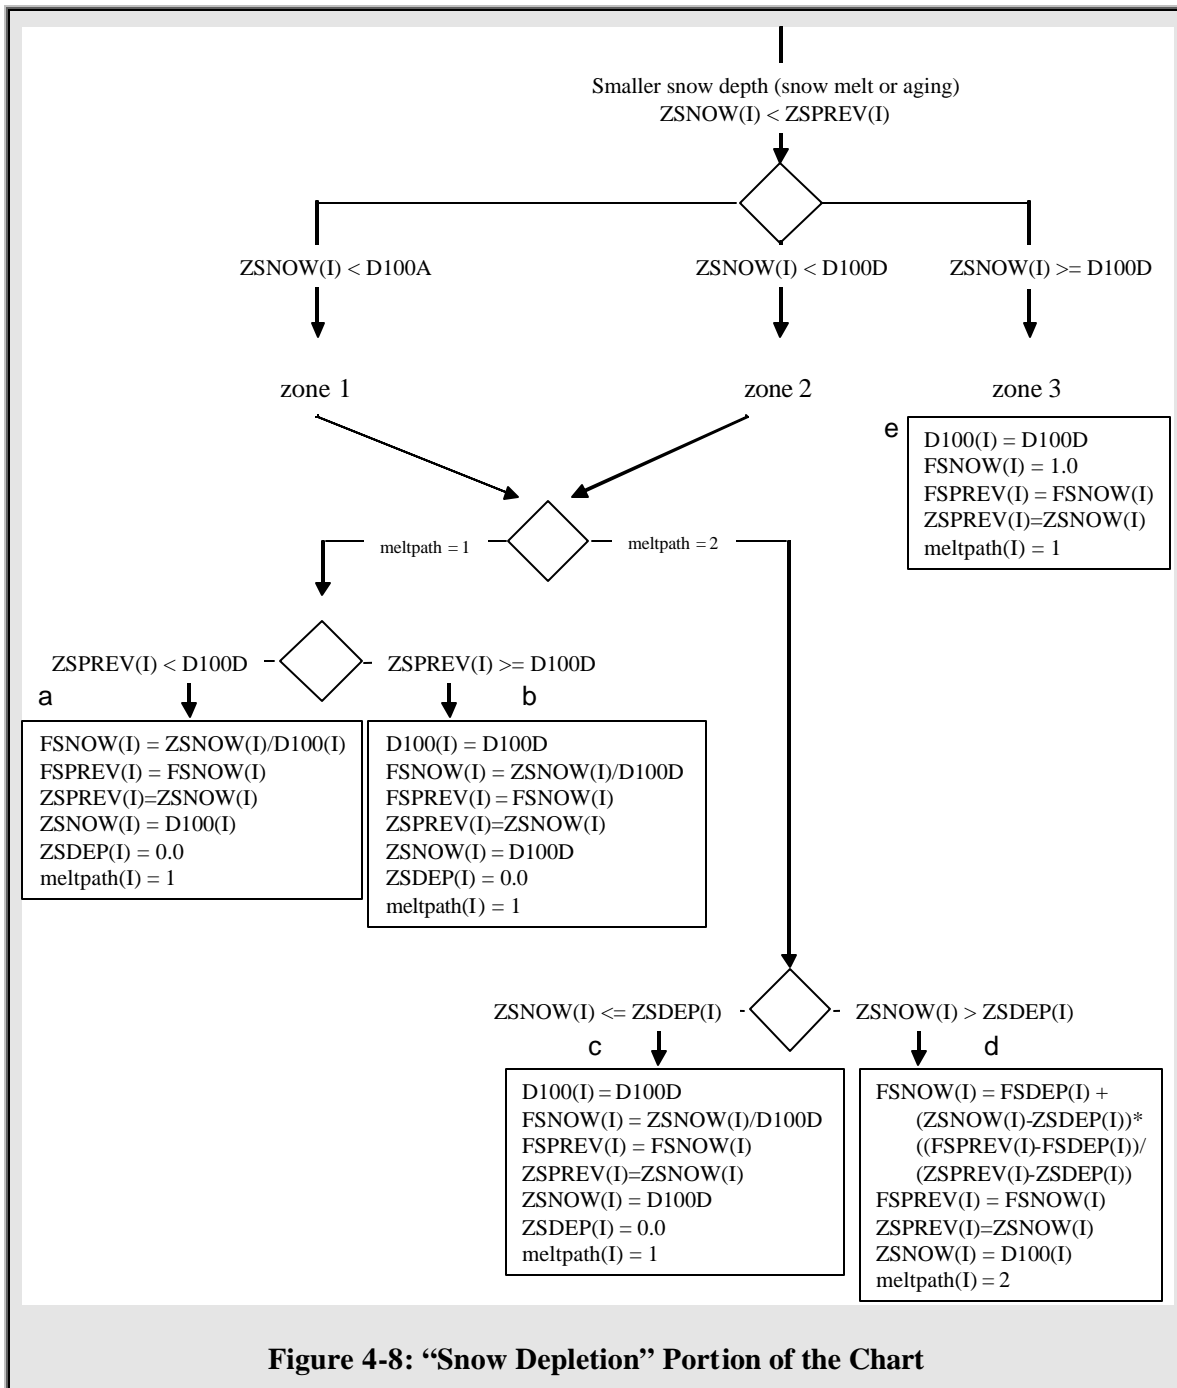 Smaller snow depth (snow melt or aging)
ZSNOW(I) < ZSPREV(I)
ZSNOW(I) < D100A
ZSNOW(I) < D100D
ZSNOW(I) >= D100D
zone 1
zone 2
zone 3
e
D100(I) = D100D
FSNOW(I) = 1.0
FSPREV(I) = FSNOW(I)
ZSPREV(I)=ZSNOW(I)
meltpath(I) = 1
meltpath = 1
meltpath = 2
ZSPREV(I) < D100D
ZSPREV(I) >= D100D
a
FSNOW(I) = ZSNOW(I)/D100(I)
FSPREV(I) = FSNOW(I)
ZSPREV(I)=ZSNOW(I)
ZSNOW(I) = D100(I)
ZSDEP(I) = 0.0
meltpath(I) = 1
b
D100(I) = D100D
FSNOW(I) = ZSNOW(I)/D100D
FSPREV(I) = FSNOW(I)
ZSPREV(I)=ZSNOW(I)
ZSNOW(I) = D100D
ZSDEP(I) = 0.0
meltpath(I) = 1
ZSNOW(I) <= ZSDEP(I)
ZSNOW(I) > ZSDEP(I)
c
D100(I) = D100D
FSNOW(I) = ZSNOW(I)/D100D
FSPREV(I) = FSNOW(I)
ZSPREV(I)=ZSNOW(I)
ZSNOW(I) = D100D
ZSDEP(I) = 0.0
meltpath(I) = 1
d
FSNOW(I) = FSDEP(I) +
(ZSNOW(I)-ZSDEP(I))*
((FSPREV(I)-FSDEP(I))/
(ZSPREV(I)-ZSDEP(I))
FSPREV(I) = FSNOW(I)
ZSPREV(I)=ZSNOW(I)
ZSNOW(I) = D100(I)
meltpath(I) = 2
Figure 4-8: “Snow Depletion” Portion of the Chart